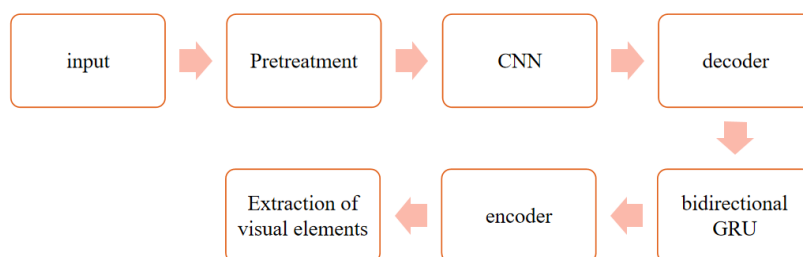 input
Pretreatment
CNN
decoder
bidirectional
GRU
encoder
Extraction of
visual elements